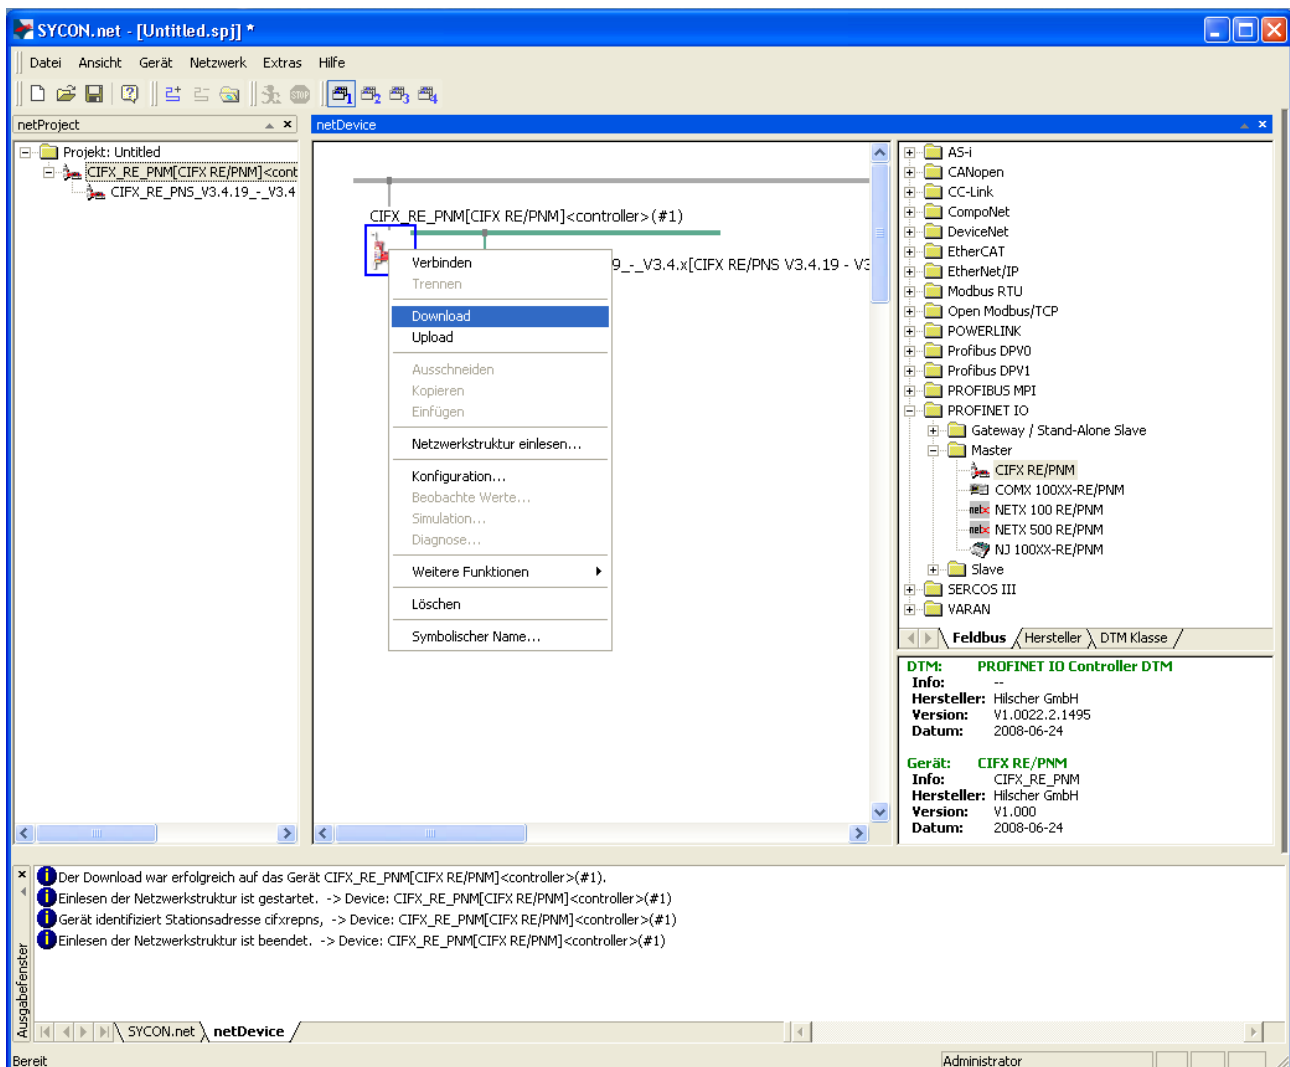 SYCON.net - [Untitled.spj] *
Datei Ansicht Gerät Netzwerk Extras Hilfe
STOP 1 2 3 4
netProject
netDevice
Projekt: Untitled
CIFX_RE_PNM[CIFX RE/PNM]<cont
CIFX_RE_PNS_V3.4.19_-_V3.4
CIFX_RE_PNM[CIFX RE/PNM]<controller>(#1)
9_-_V3.4.x[CIFX RE/PNS V3.4.19 - V3
Verbinden
Trennen
Download
Upload
Ausschneiden
Kopieren
Einfügen
Netzwerkstruktur einlesen...
Konfiguration...
Beobachte Werte...
Simulation...
Diagnose...
Weitere Funktionen
Löschen
Symbolischer Name...
AS-i
CANopen
CC-Link
CompoNet
DeviceNet
EtherCAT
EtherNet/IP
Modbus RTU
Open Modbus/TCP
POWERLINK
Profibus DPV0
Profibus DPV1
PROFIBUS MPI
PROFINET IO
Gateway / Stand-Alone Slave
Master
CIFX RE/PNM
COMX 100XX-RE/PNM
netX NETX 100 RE/PNM
netX NETX 500 RE/PNM
NJ 100XX-RE/PNM
Slave
SERCOS III
VARAN
Feldbus Hersteller DTM Klasse
DTM: PROFINET IO Controller DTM
Info: --
Hersteller: Hilscher GmbH
Version: V1.0022.2.1495
Datum: 2008-06-24
Gerät: CIFX RE/PNM
Info: CIFX_RE_PNM
Hersteller: Hilscher GmbH
Version: V1.000
Datum: 2008-06-24
Der Download war erfolgreich auf das Gerät CIFX_RE_PNM[CIFX RE/PNM]<controller>(#1).
Einlesen der Netzwerkstruktur ist gestartet. -> Device: CIFX_RE_PNM[CIFX RE/PNM]<controller>(#1)
Gerät identifiziert Stationsadresse cifxrepns, -> Device: CIFX_RE_PNM[CIFX RE/PNM]<controller>(#1)
Einlesen der Netzwerkstruktur ist beendet. -> Device: CIFX_RE_PNM[CIFX RE/PNM]<controller>(#1)
Ausgabefenster
SYCON.net netDevice
Bereit
Administrator